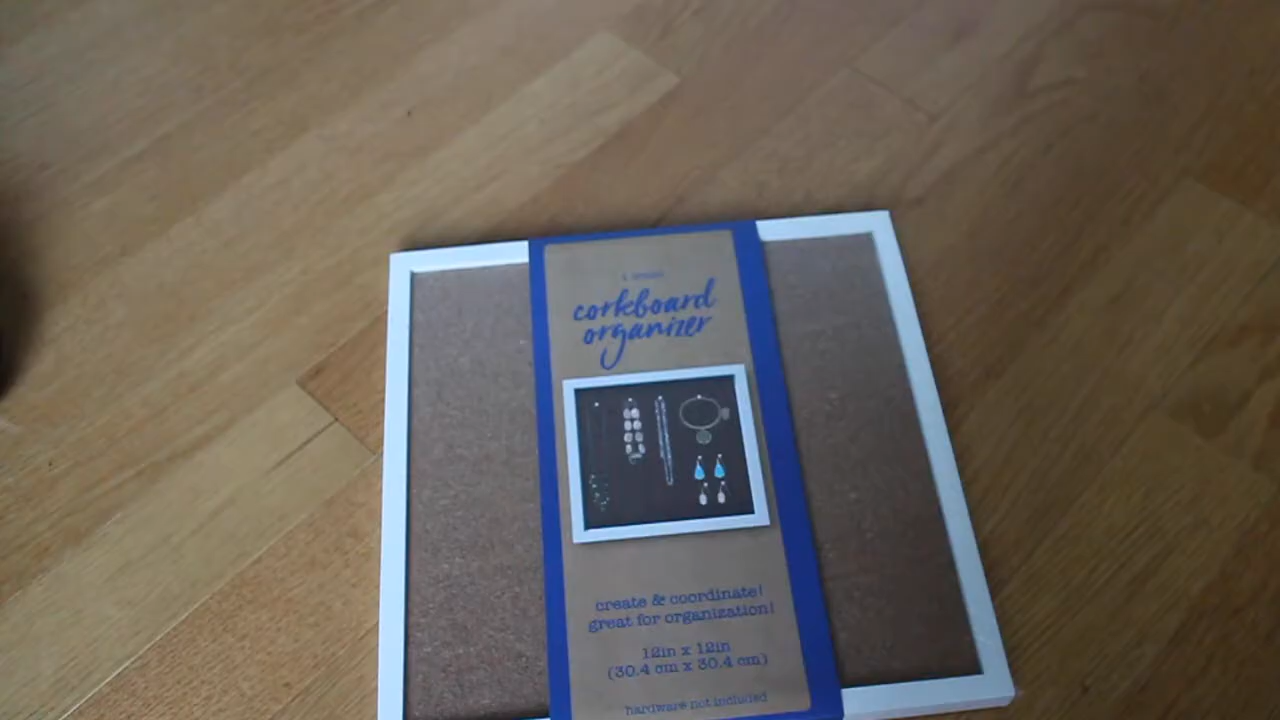 corkboard
organizer
create & coordinate!
great for organization!
12in x 12in
(30.4 cm x 30.4 cm)
hardware not included